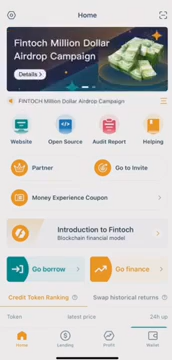 Home
Fintoch Million Dollar
Airdrop Campaign
Details >
FINTOCH Million Dollar Airdrop Campaign
Website
Open Source
Audit Report
Helping
Partner
Go to Invite
Money Experience Coupon
Introduction to Fintoch
Blockchain financial model
Go borrow
Go finance
Credit Token Ranking
Swap historical returns
Token
latest price
24h up
Home
Lending
Profit
Wallet